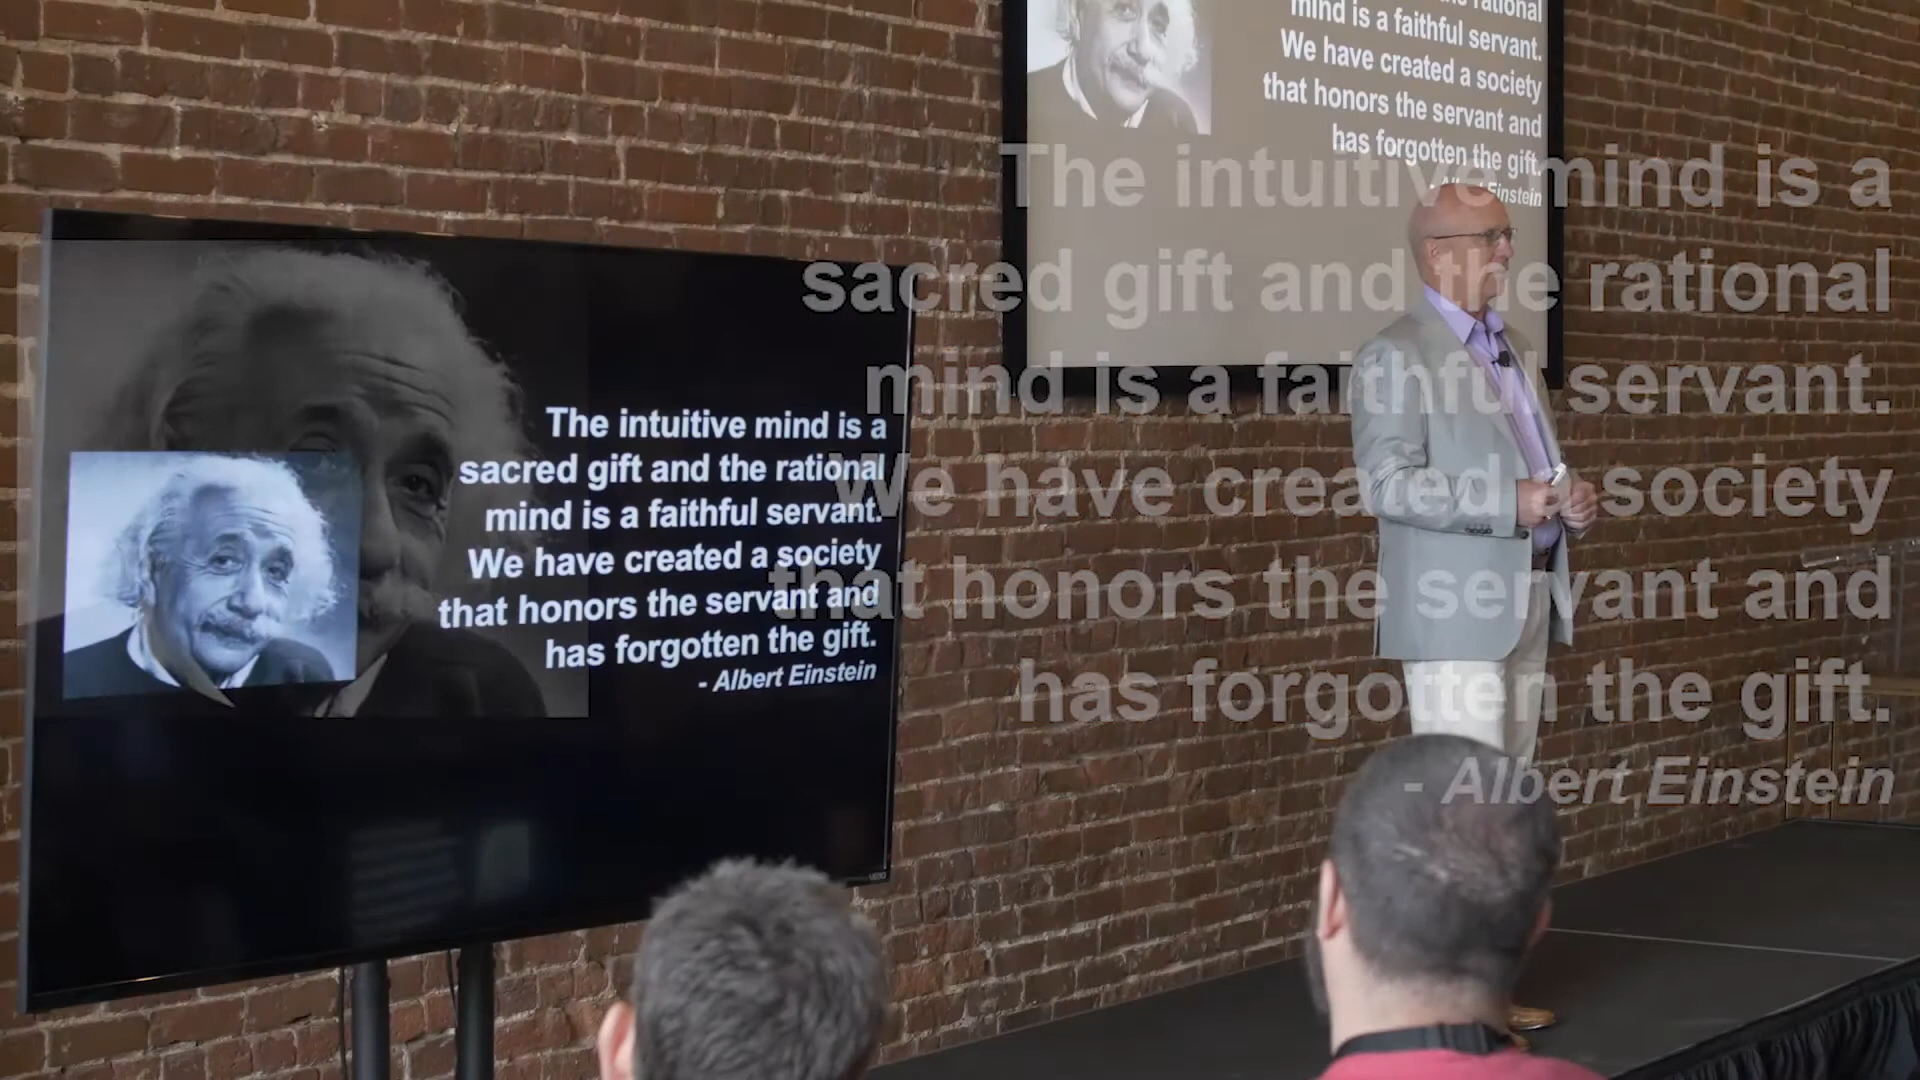 The intuitive mind is a
sacred gift and the rational
mind is a faithful servant.
We have created a society
that honors the servant and
has forgotten the gift.
- Albert Einstein
VIZIO
rational
mind is a faithful servant.
We have created a society
that honors the servant and
has forgotten the gift.
Einstein
The intuitive mind is a
sacred gift and the rational
mind is a faithful servant.
We have created a society
that honors the servant and
has forgotten the gift.
- Albert Einstein